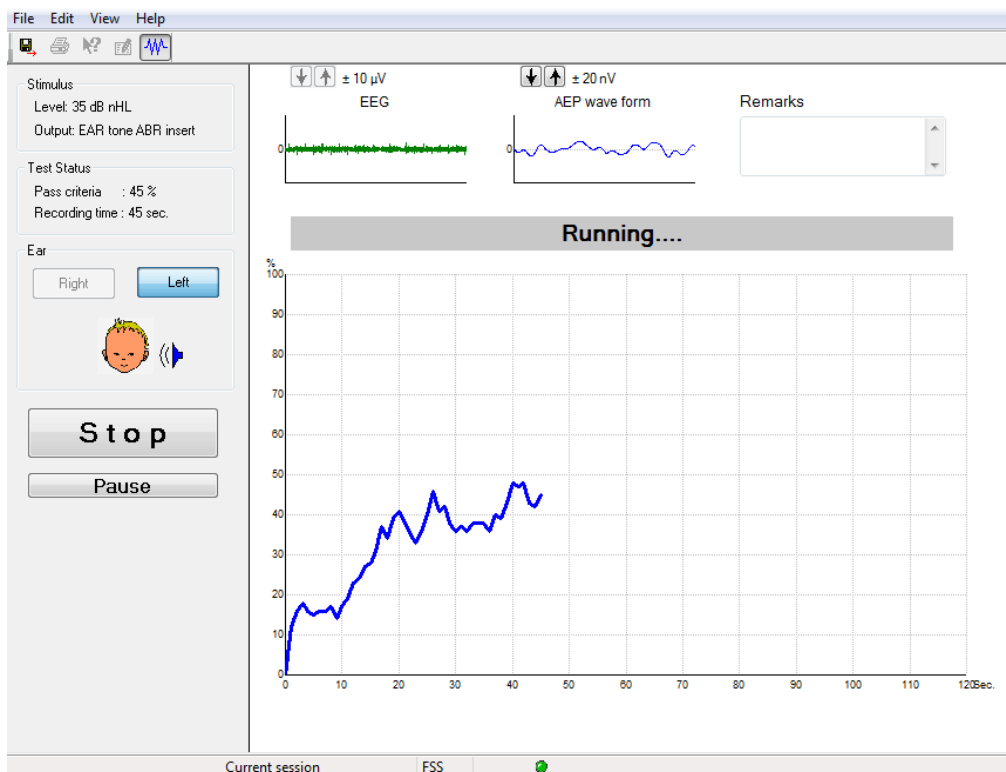 File Edit View Help
Stimulus
Level: 35 dB nHL
Output: EAR tone ABR insert
Test Status
Pass criteria : 45 %
Recording time : 45 sec.
Ear
Right Left
Stop
Pause
± 10 µV
EEG
0
± 20 nV
AEP wave form
0
Remarks
Running....
%
100
90
80
70
60
50
40
30
20
10
0
0 10 20 30 40 50 60 70 80 90 100 110 120Sec.
Current session FSS